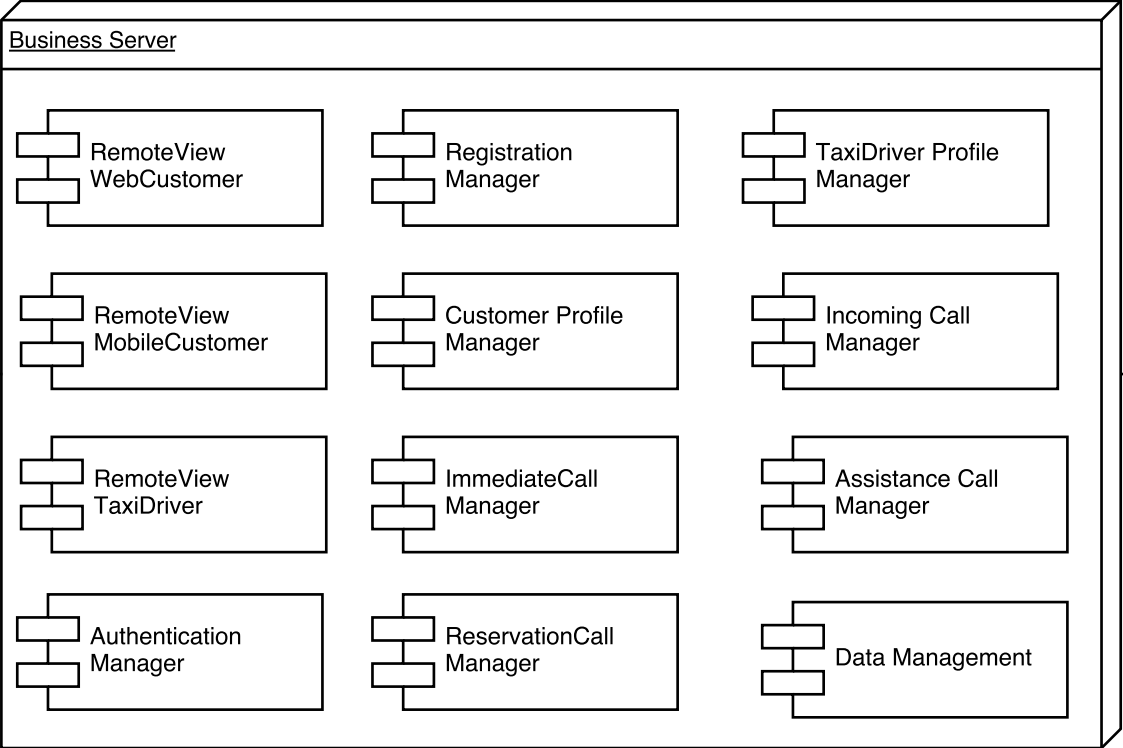 Business Server
RemoteView
WebCustomer
Registration
Manager
TaxiDriver Profile
Manager
RemoteView
MobileCustomer
Customer Profile
Manager
Incoming Call
Manager
RemoteView
TaxiDriver
ImmediateCall
Manager
Assistance Call
Manager
Authentication
Manager
ReservationCall
Manager
Data Management